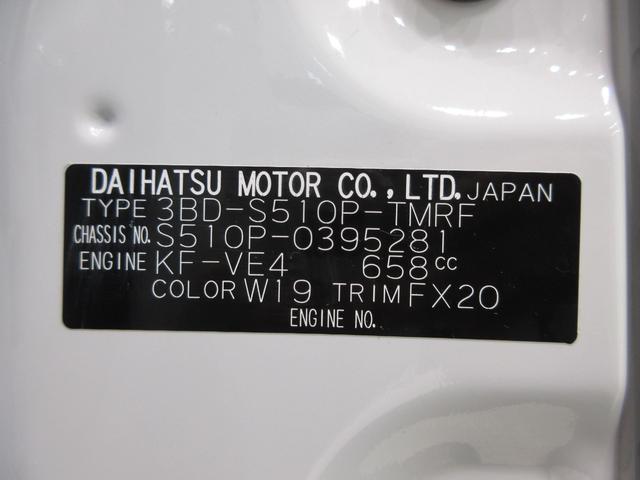 DAIHATSU MOTOR CO.,LTD. JAPAN
TYPE 3BD-S510P-TMRF
CHASSIS NO. S510P-0395281
ENGINE KF-VE4 658cc
COLOR W19 TRIM FX20
ENGINE NO.